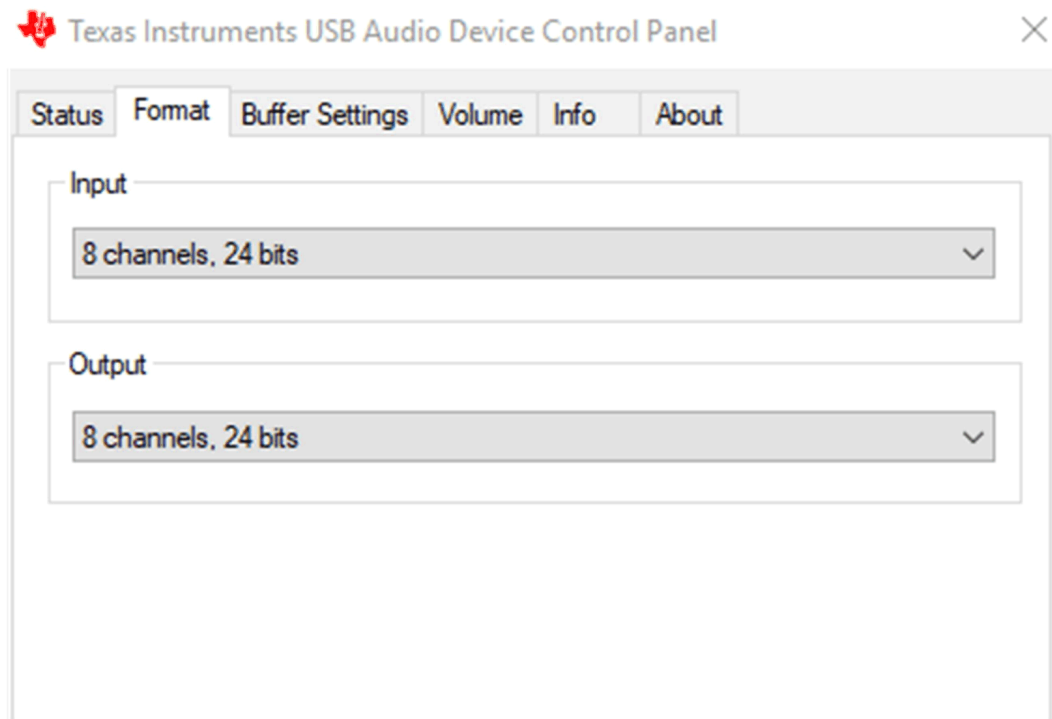 Texas Instruments USB Audio Device Control Panel
Status Format Buffer Settings Volume Info About
Input
8 channels, 24 bits
Output
8 channels, 24 bits